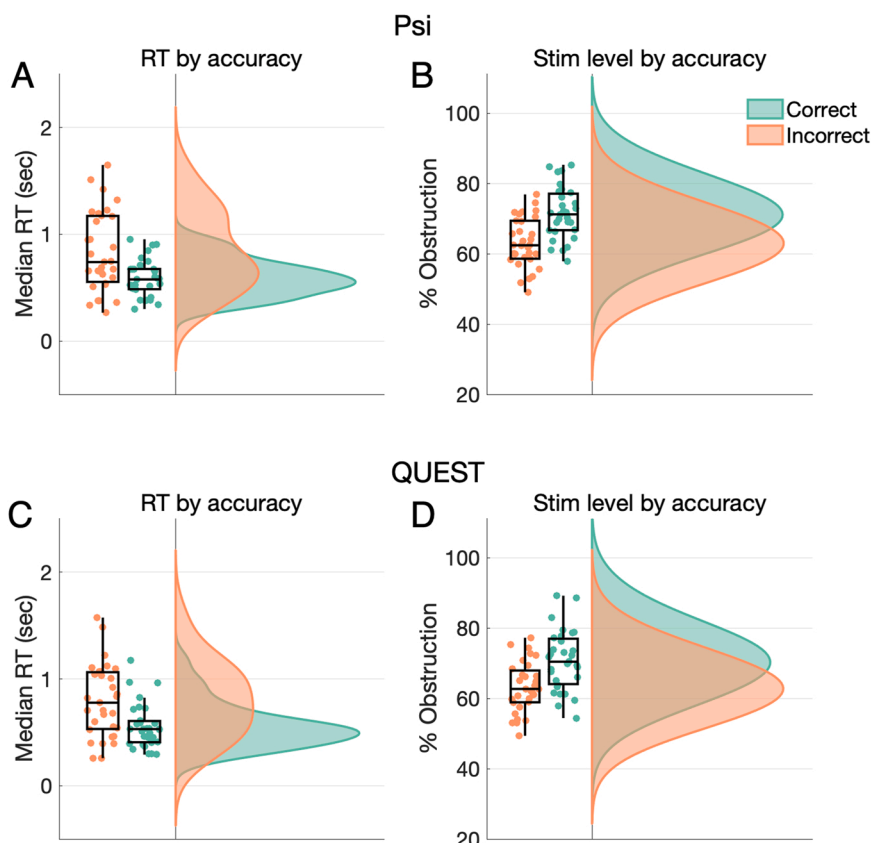 Psi
A
RT by accuracy
Median RT (sec)
2
1
0
B
Stim level by accuracy
% Obstruction
100
80
60
40
20
Correct
Incorrect
QUEST
C
RT by accuracy
Median RT (sec)
2
1
0
D
Stim level by accuracy
% Obstruction
100
80
60
40
20